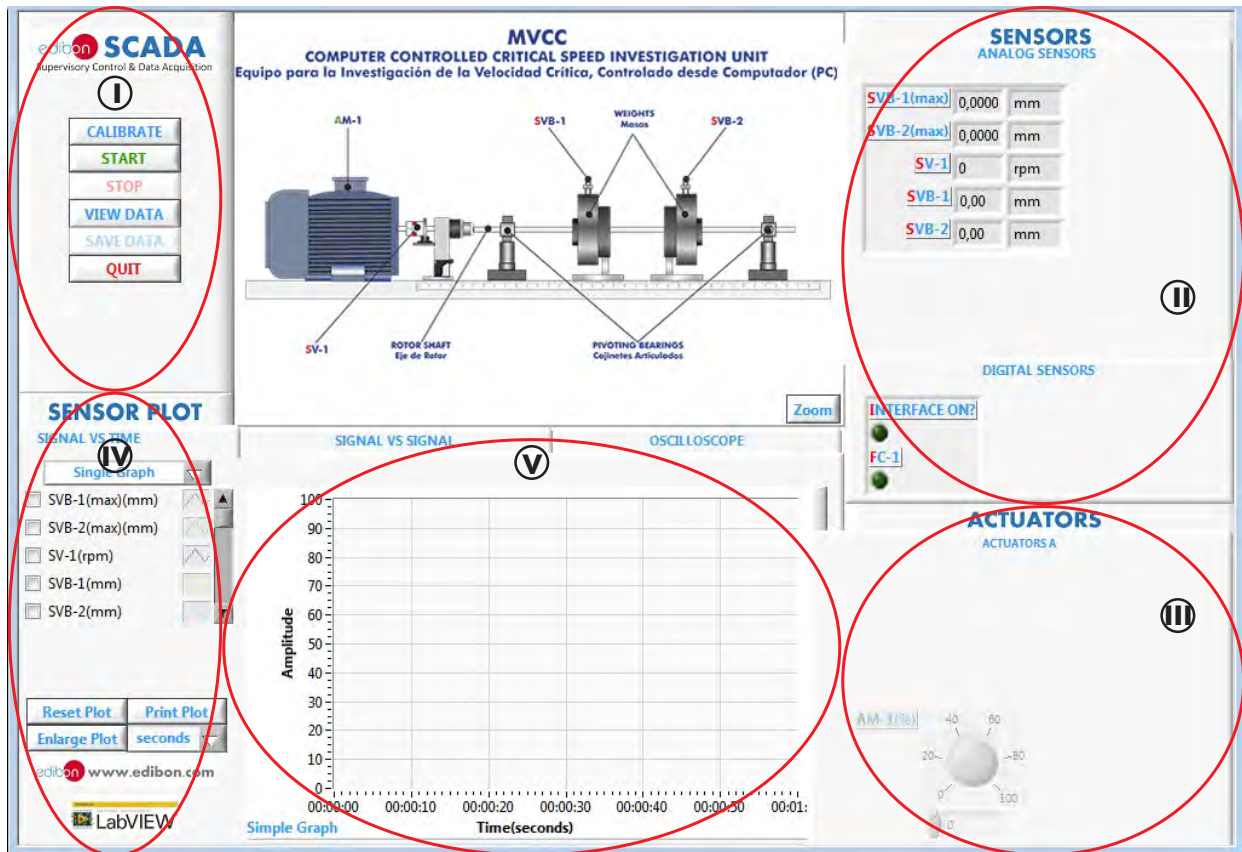 edibon SCADA
Supervisory Control & Data Acquisition
I
CALIBRATE
START
STOP
VIEW DATA
SAVE DATA
QUIT
MVCC
COMPUTER CONTROLLED CRITICAL SPEED INVESTIGATION UNIT
Equipo para la Investigación de la Velocidad Crítica, Controlado desde Computador (PC)
AM-1
SVB-1
WEIGHTS
Masas
SVB-2
SV-1
ROTOR SHAFT
Eje de Rotor
PIVOTING BEARINGS
Cojinetes Articulados
Zoom
SENSORS
ANALOG SENSORS
SVB-1(max) 0,0000 mm
SVB-2(max) 0,0000 mm
SV-1 0 rpm
SVB-1 0,00 mm
SVB-2 0,00 mm
II
DIGITAL SENSORS
INTERFACE ON?
FC-1
SENSOR PLOT
SIGNAL VS TIME
SIGNAL VS SIGNAL
OSCILLOSCOPE
IV
Single Graph
SVB-1(max)(mm)
SVB-2(max)(mm)
SV-1(rpm)
SVB-1(mm)
SVB-2(mm)
Reset Plot
Print Plot
Enlarge Plot
seconds
edibon www.edibon.com
LabVIEW
V
Amplitude
100
90
80
70
60
50
40
30
20
10
0
00:00:00 00:00:10 00:00:20 00:00:30 00:00:40 00:00:50 00:01:
Simple Graph
Time(seconds)
ACTUATORS
ACTUATORS A
III
AM-1(%)
0
20
40
60
80
100
0